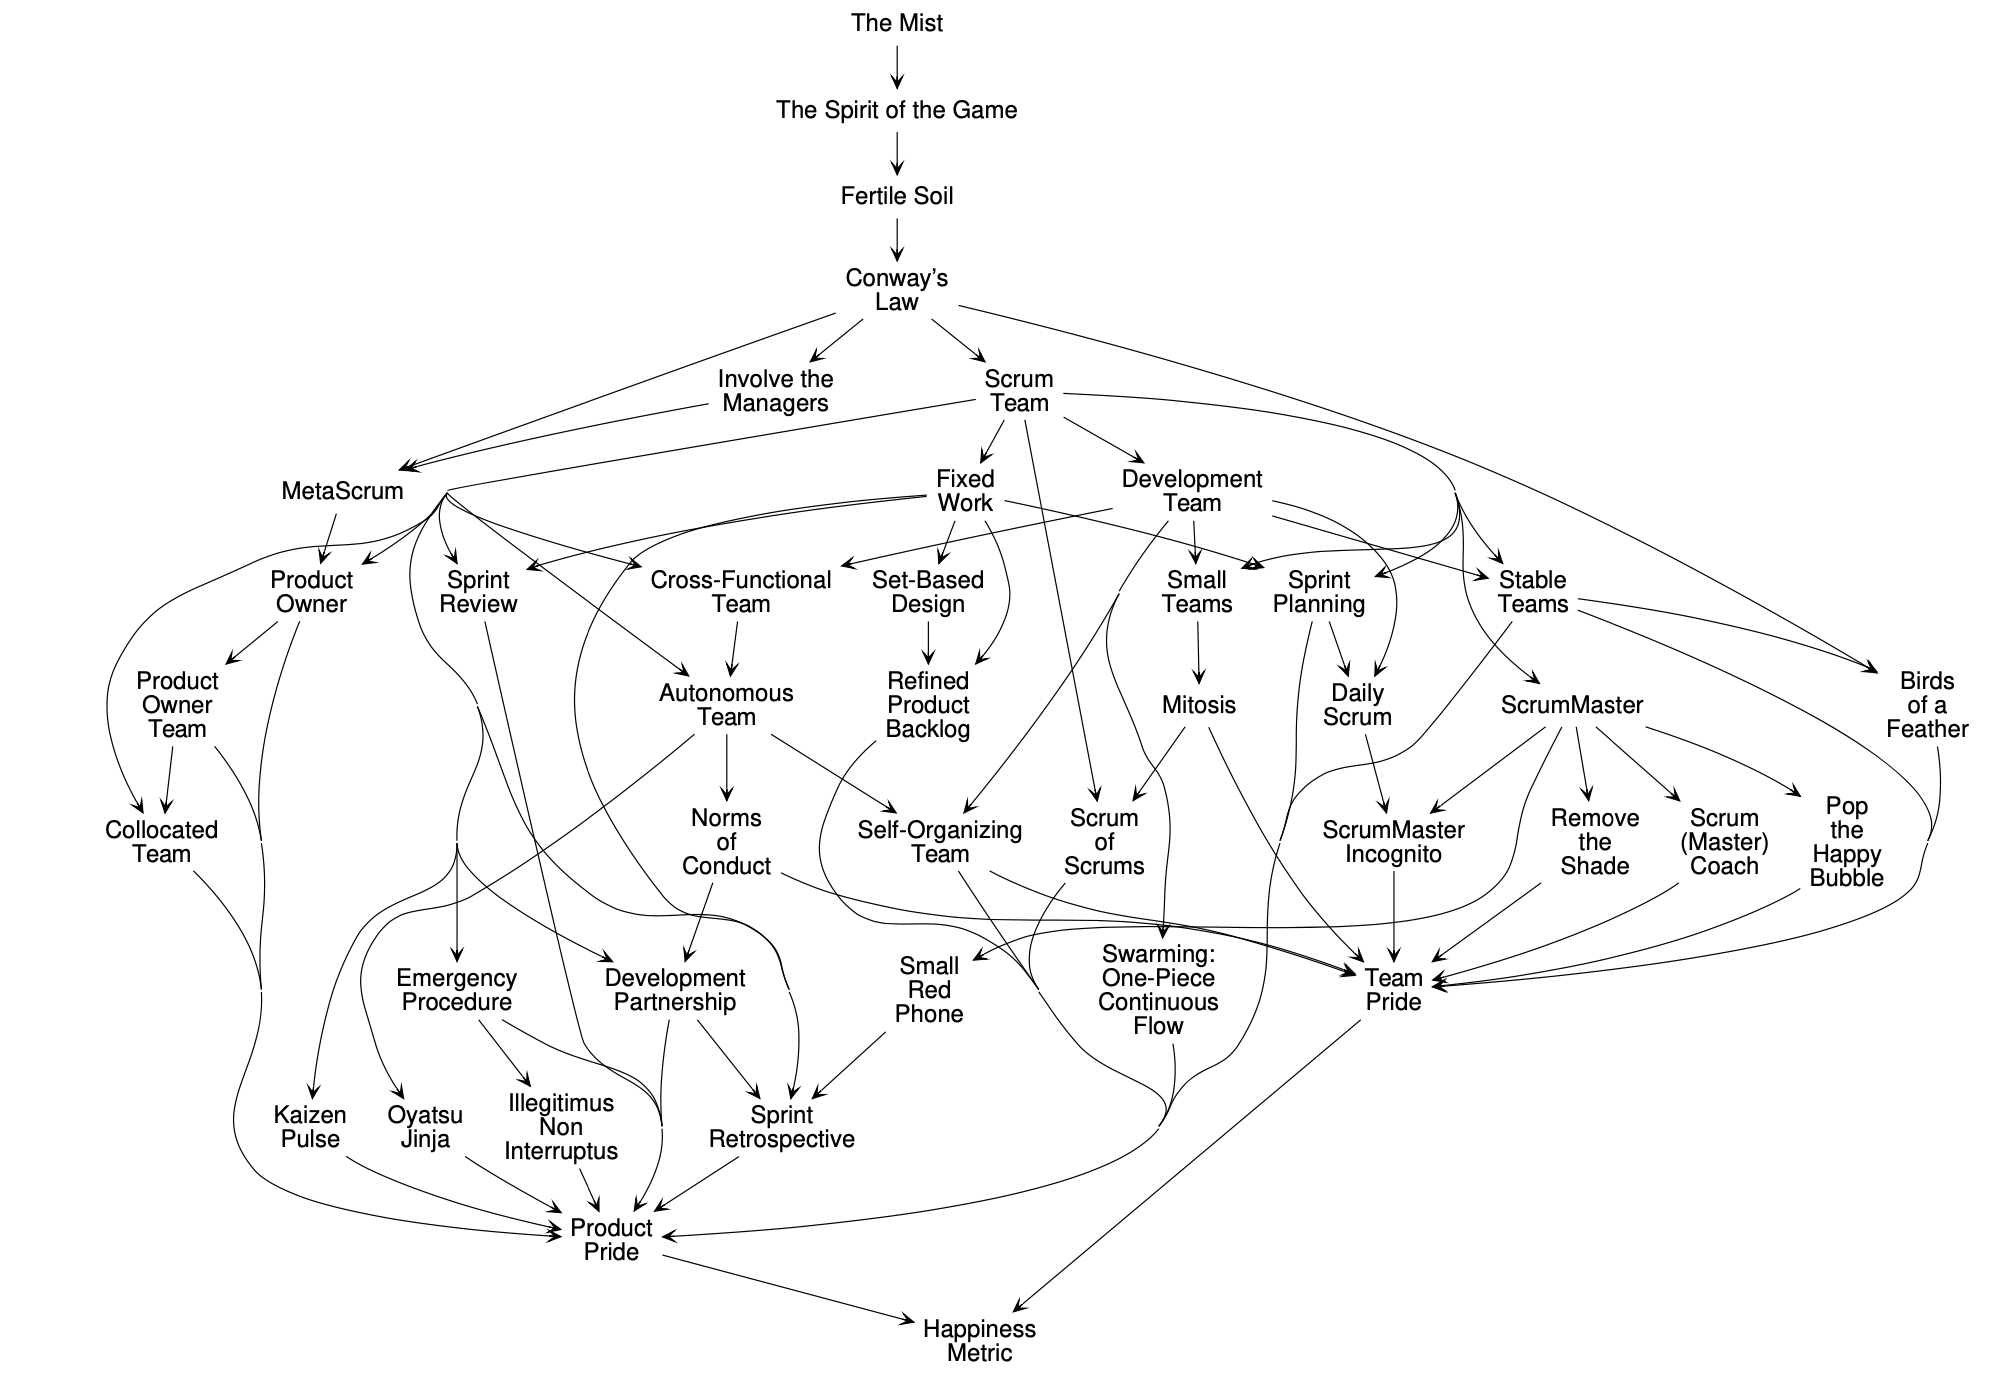 The Mist
The Spirit of the Game
Fertile Soil
Conway’s
Law
Involve the
Managers
Scrum
Team
MetaScrum
Fixed
Work
Development
Team
Product
Owner
Sprint
Review
Cross-Functional
Team
Set-Based
Design
Small
Teams
Sprint
Planning
Stable
Teams
Product
Owner
Team
Autonomous
Team
Refined
Product
Backlog
Mitosis
Daily
Scrum
ScrumMaster
Birds
of a
Feather
Collocated
Team
Norms
of
Conduct
Self-Organizing
Team
Scrum
of
Scrums
ScrumMaster
Incognito
Remove
the
Shade
Scrum
(Master)
Coach
Pop
the
Happy
Bubble
Emergency
Procedure
Development
Partnership
Small
Red
Phone
Swarming:
One-Piece
Continuous
Flow
Team
Pride
Kaizen
Pulse
Oyatsu
Jinja
Illegitimus
Non
Interruptus
Sprint
Retrospective
Product
Pride
Happiness
Metric